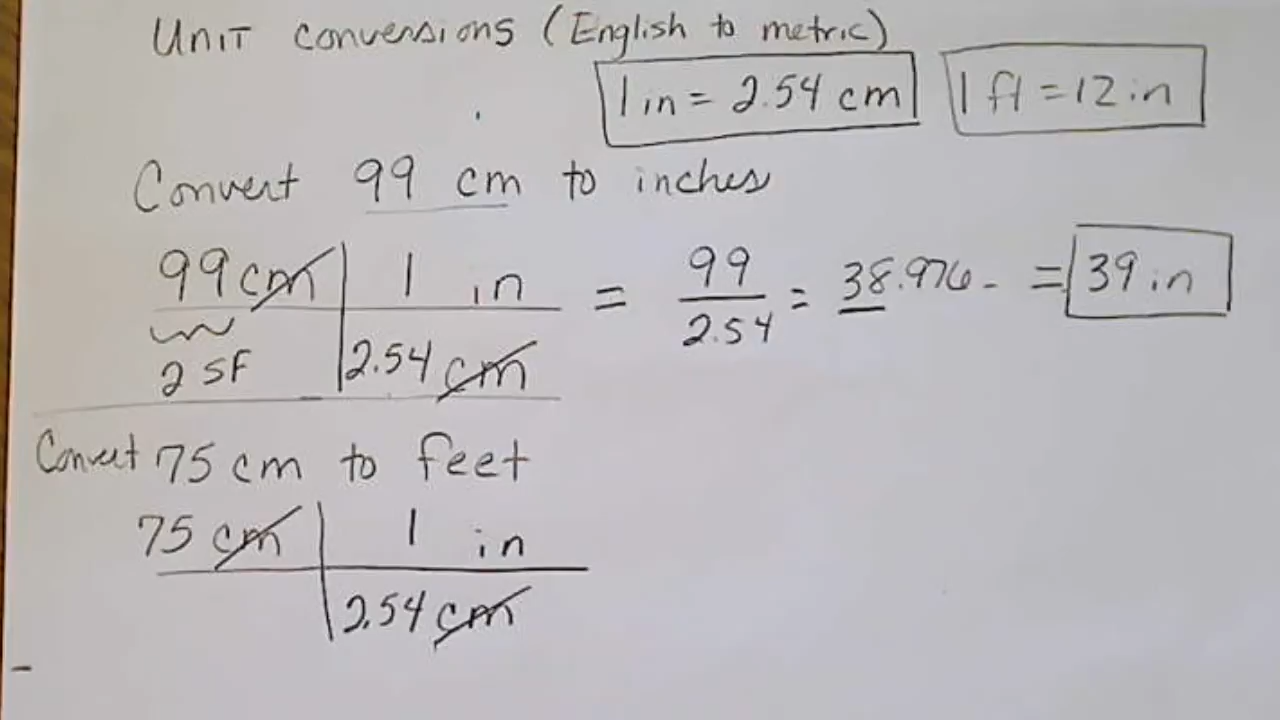 UNIT conversions (English to metric)
1 in = 2.54 cm
1 ft = 12 in
Convert 99 cm to inches
99 cm 1 in = 99 = 38.976 = 39 in
2.54
2 SF 2.54 cm
Convert 75 cm to feet
75 cm 1 in
2.54 cm